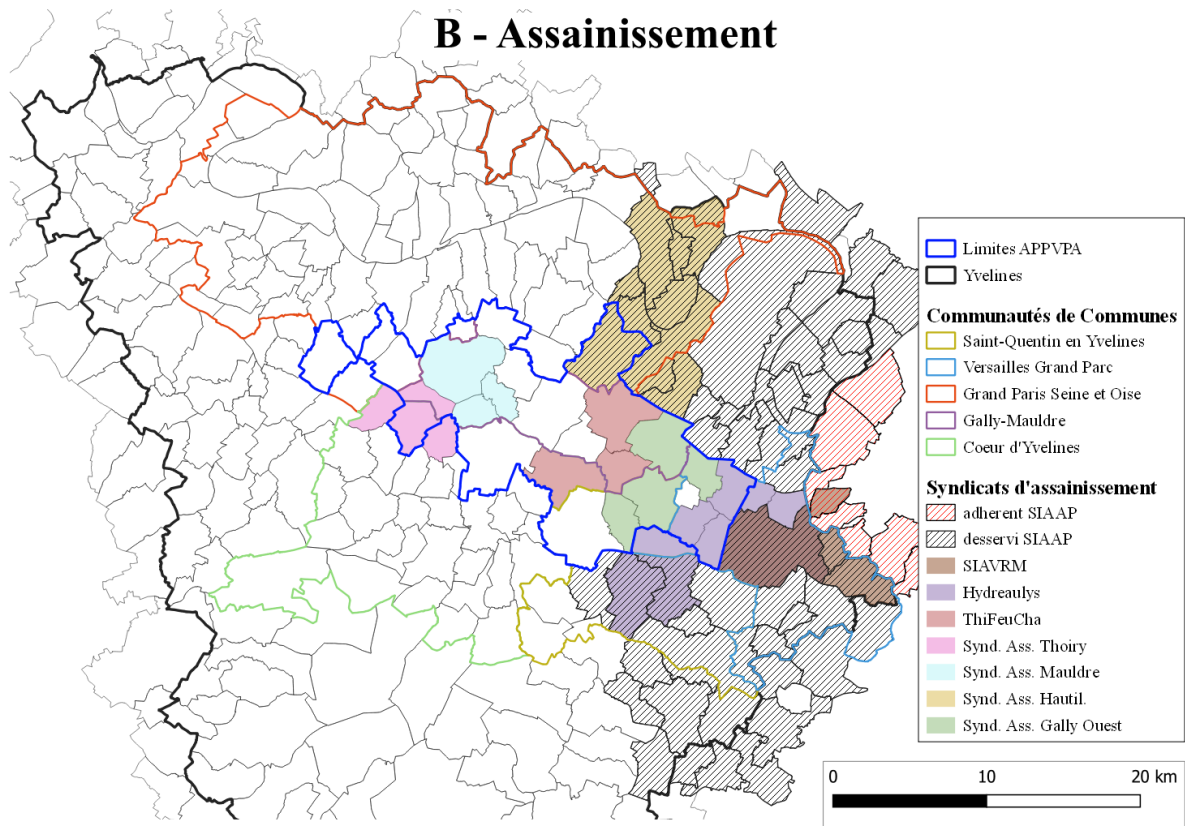 B - Assainissement
Limites APPVPA
Yvelines
Communautés de Communes
Saint-Quentin en Yvelines
Versailles Grand Parc
Grand Paris Seine et Oise
Gally-Mauldre
Coeur d'Yvelines
Syndicats d'assainissement
adherent SIAAP
desservi SIAAP
SIAVRM
Hydreaulys
ThiFeuCha
Synd. Ass. Thoiry
Synd. Ass. Mauldre
Synd. Ass. Hautil.
Synd. Ass. Gally Ouest
0 10 20 km